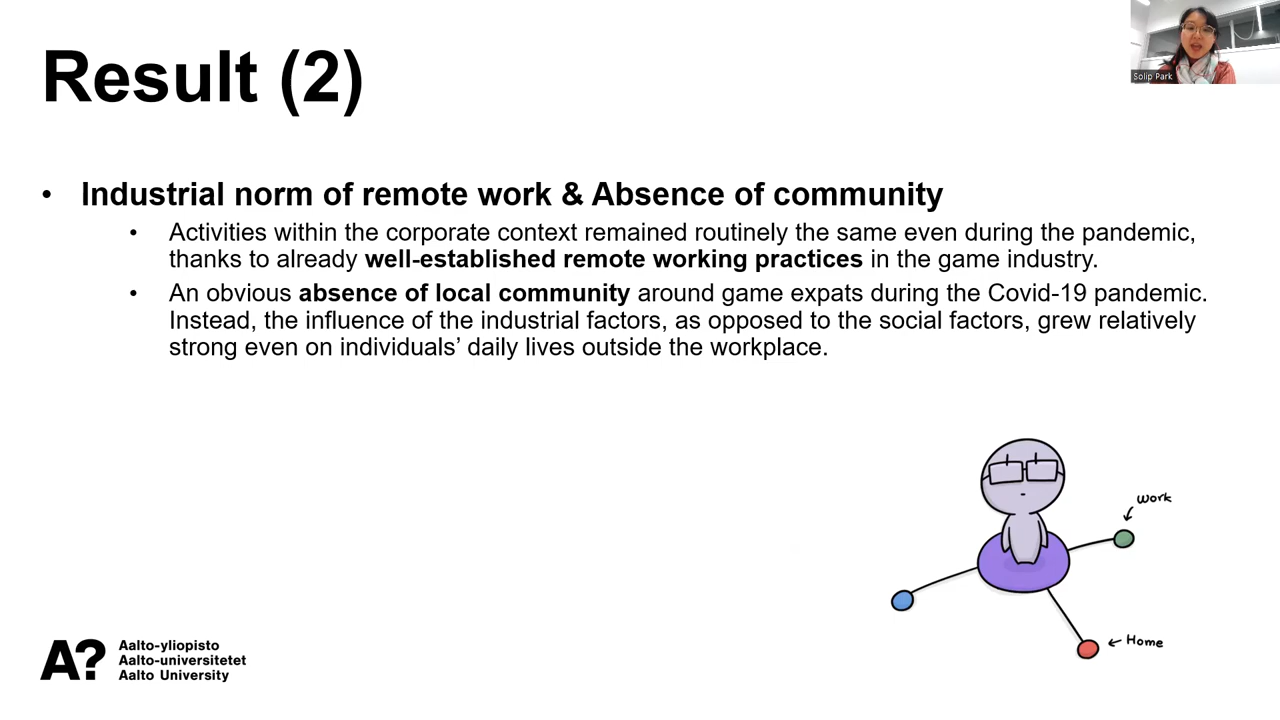 Result (2)
Solip Park
• Industrial norm of remote work & Absence of community
• Activities within the corporate context remained routinely the same even during the pandemic,
thanks to already well-established remote working practices in the game industry.
• An obvious absence of local community around game expats during the Covid-19 pandemic.
Instead, the influence of the industrial factors, as opposed to the social factors, grew relatively
strong even on individuals’ daily lives outside the workplace.
work
Home
A?
Aalto-yliopisto
Aalto-universitetet
Aalto University